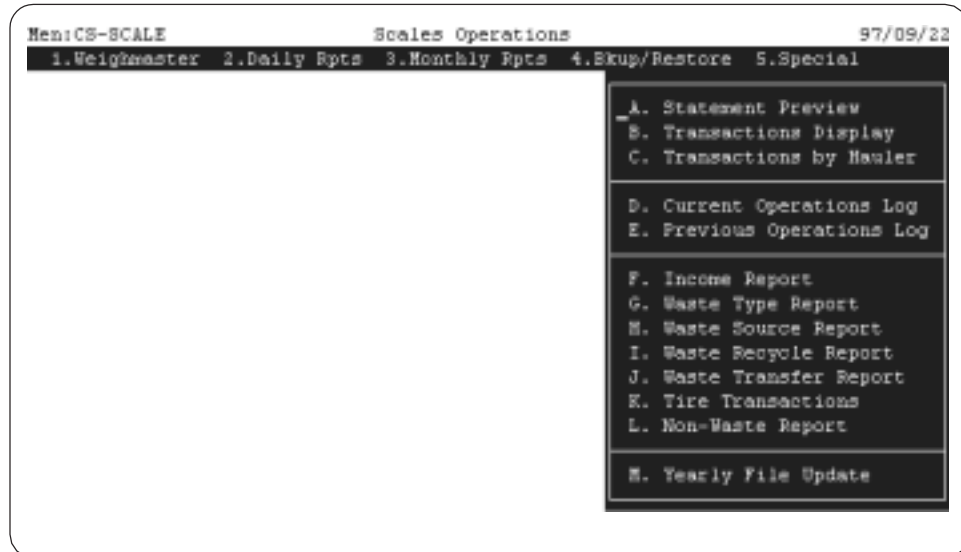 Men:CS-SCALE Scales Operations 97/09/22
1.Weighmaster 2.Daily Rpts 3.Monthly Rpts 4.Bkup/Restore 5.Special
A. Statement Preview
B. Transactions Display
C. Transactions by Hauler
D. Current Operations Log
E. Previous Operations Log
F. Income Report
G. Waste Type Report
H. Waste Source Report
I. Waste Recycle Report
J. Waste Transfer Report
K. Tire Transactions
L. Non-Waste Report
M. Yearly File Update